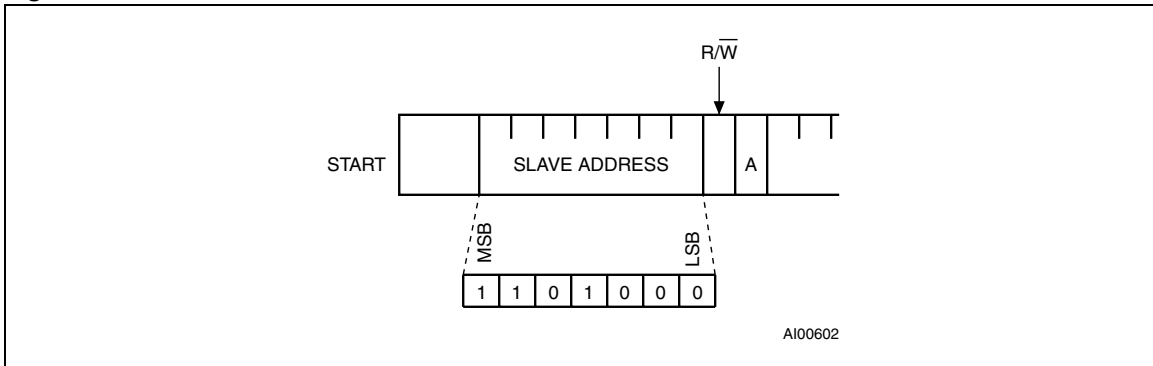 R/W̅
START
SLAVE ADDRESS
A
MSB
LSB
1 1 0 1 0 0 0
AI00602